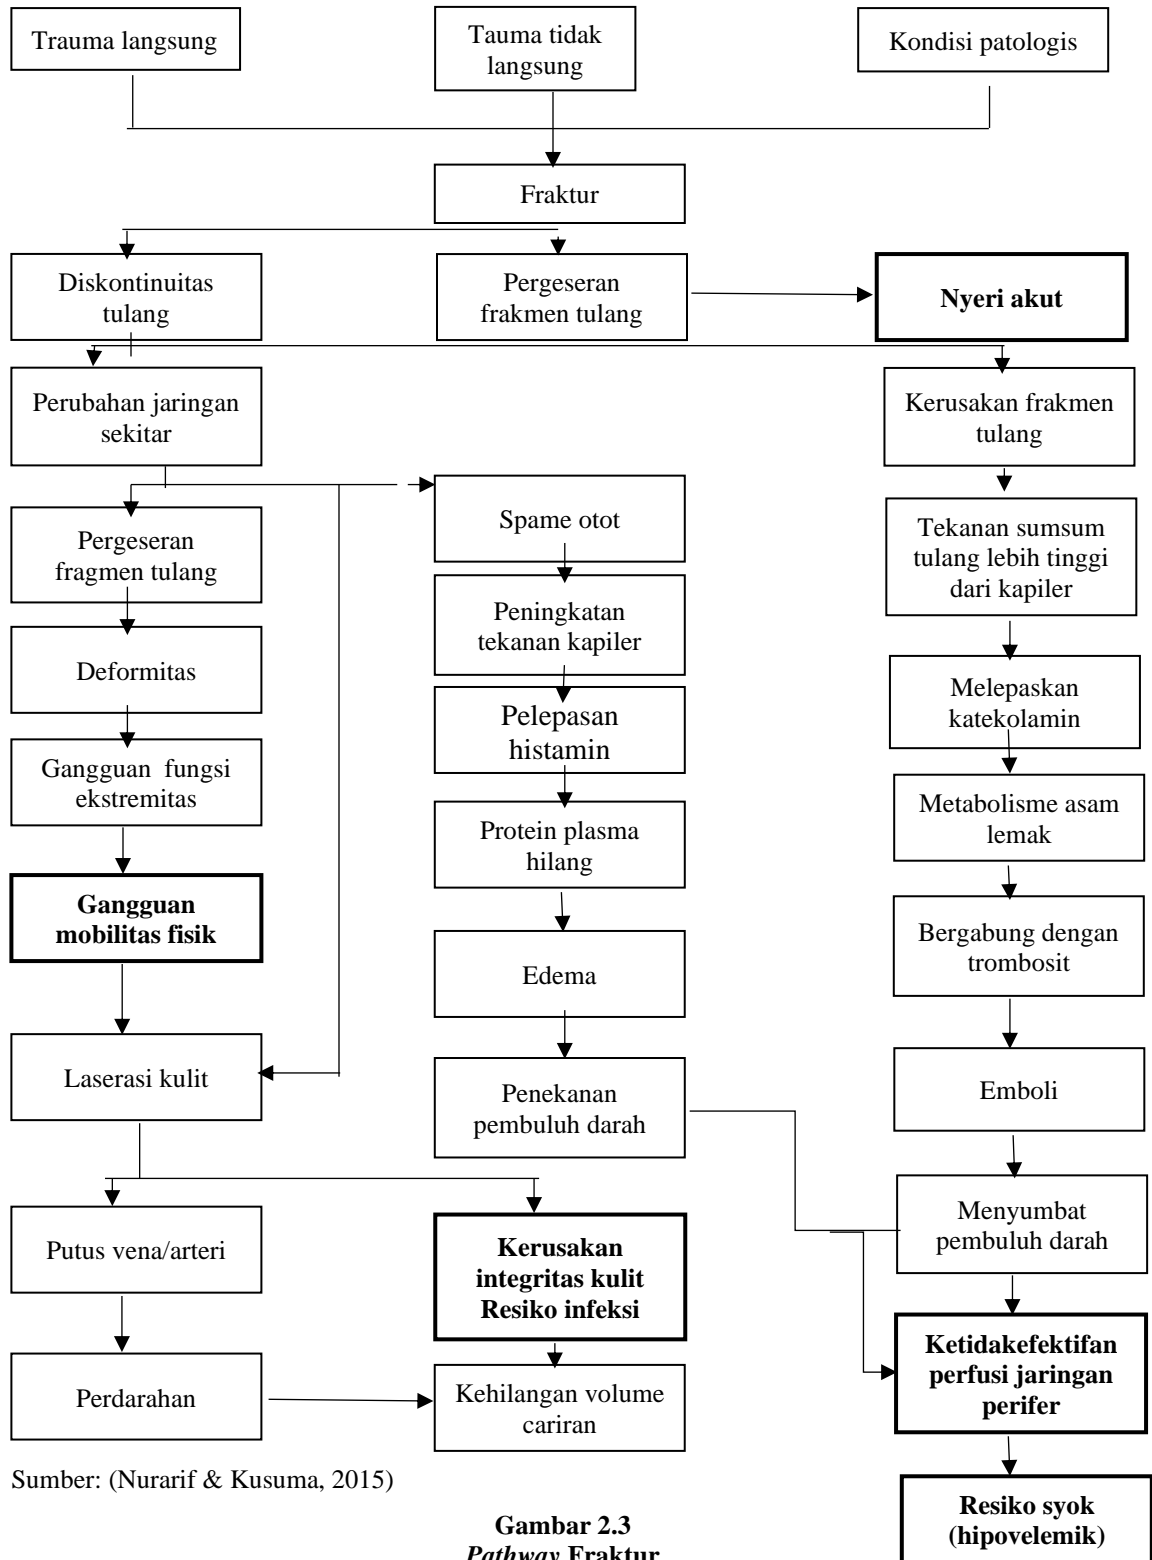 Trauma langsung
Tauma tidak
langsung
Kondisi patologis
Fraktur
Diskontinuitas
tulang
Pergeseran
frakmen tulang
Nyeri akut
Perubahan jaringan
sekitar
Kerusakan frakmen
tulang
Spame otot
Pergeseran
fragmen tulang
Tekanan sumsum
tulang lebih tinggi
dari kapiler
Peningkatan
tekanan kapiler
Deformitas
Melepaskan
katekolamin
Pelepasan
histamin
Gangguan  fungsi
ekstremitas
Metabolisme asam
lemak
Protein plasma
hilang
Gangguan
mobilitas fisik
Bergabung dengan
trombosit
Edema
Laserasi kulit
Penekanan
pembuluh darah
Emboli
Putus vena/arteri
Kerusakan
integritas kulit
Resiko infeksi
Menyumbat
pembuluh darah
Perdarahan
Kehilangan volume
cariran
Ketidakefektifan
perfusi jaringan
perifer
Sumber: (Nurarif & Kusuma, 2015)
Resiko syok
(hipovelemik)
Gambar 2.3
Pathway Fraktur